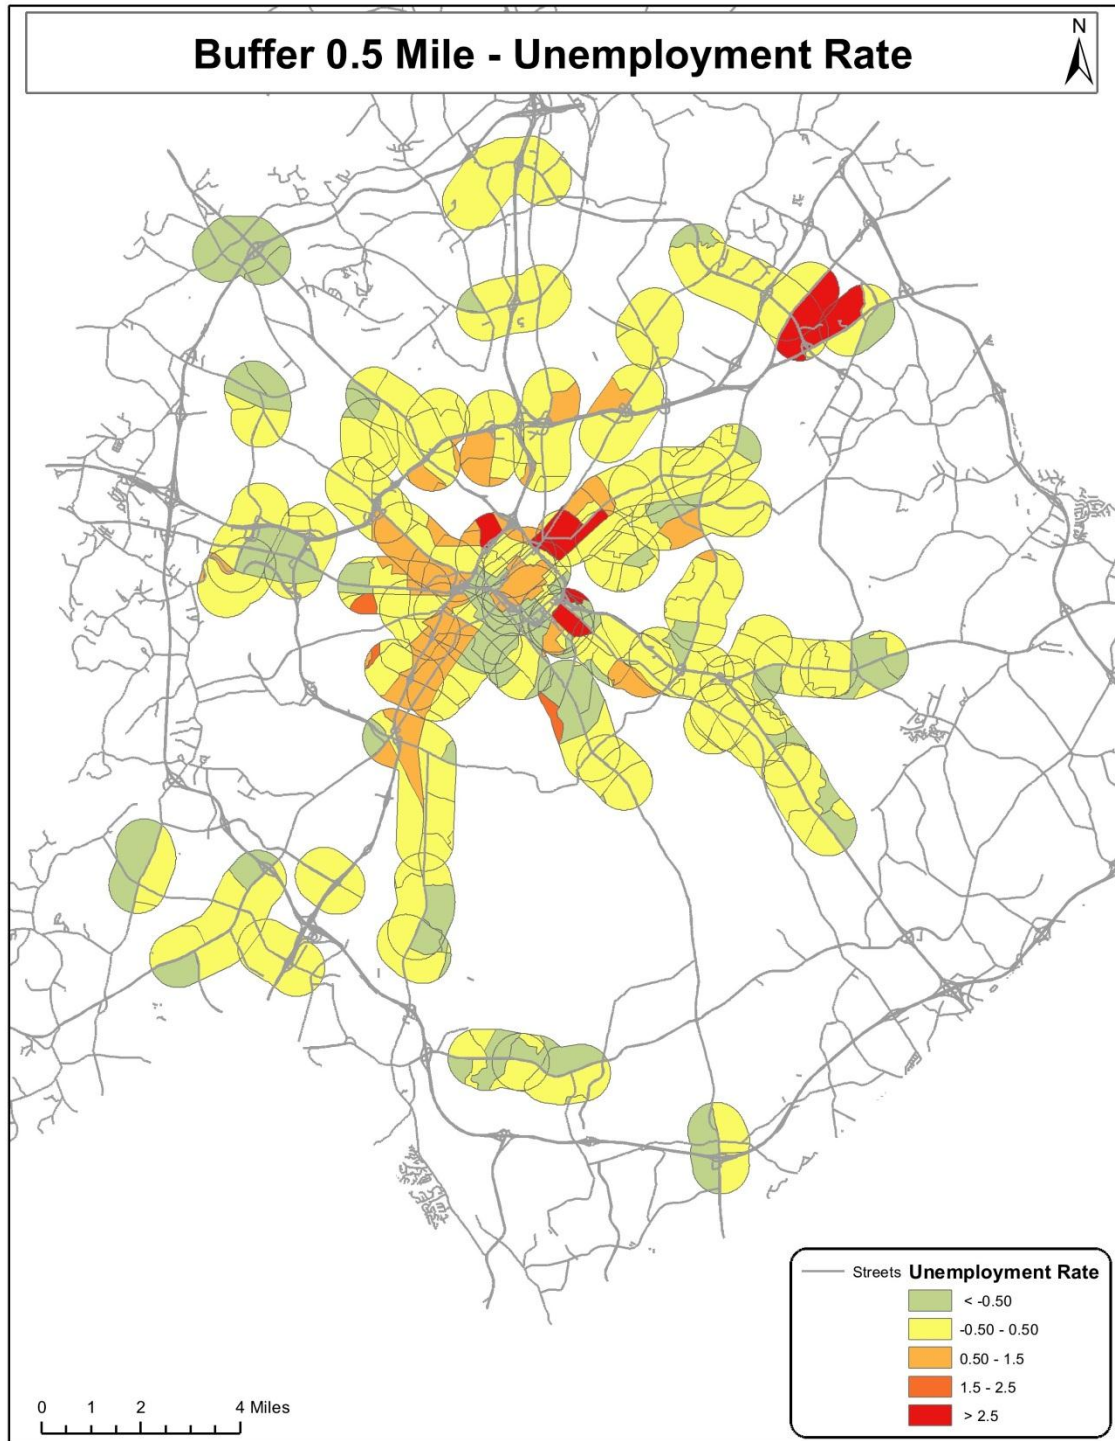 Buffer 0.5 Mile - Unemployment Rate
N
Streets Unemployment Rate
< -0.50
-0.50 - 0.50
0.50 - 1.5
1.5 - 2.5
> 2.5
0 1 2 4 Miles